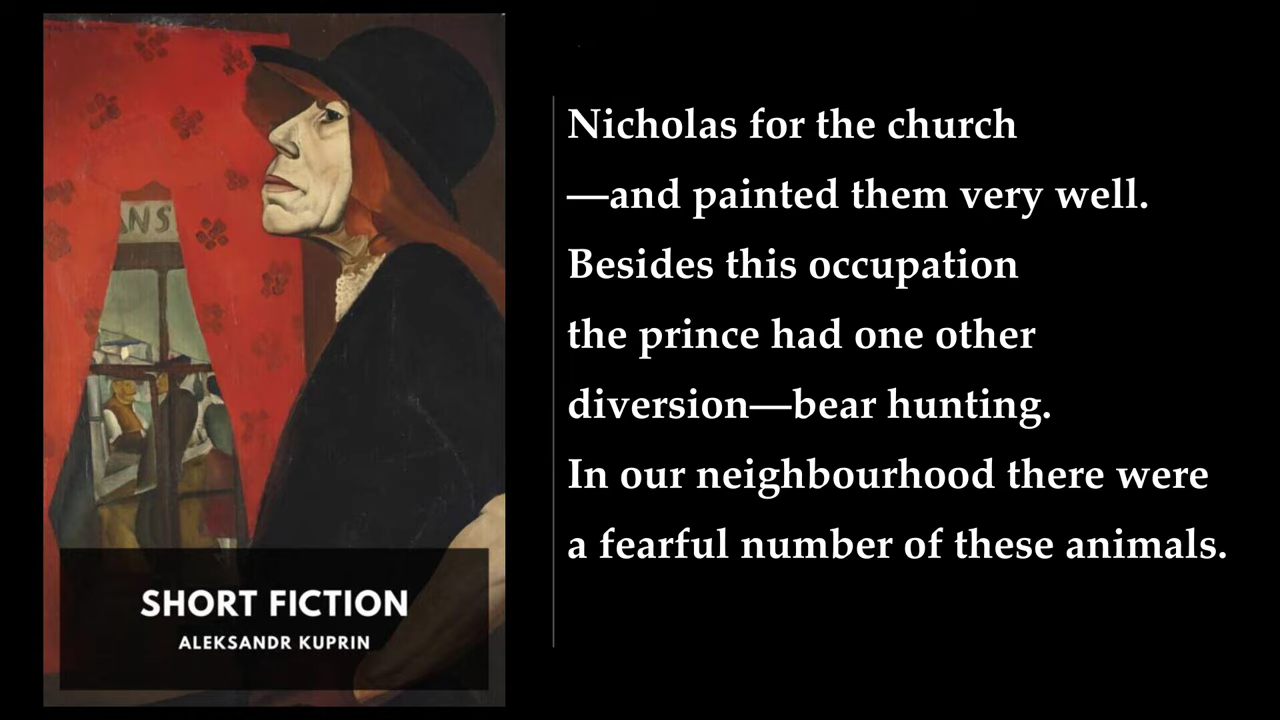 NS
SHORT FICTION
ALEKSANDR KUPRIN
Nicholas for the church
—and painted them very well.
Besides this occupation
the prince had one other
diversion—bear hunting.
In our neighbourhood there were
a fearful number of these animals.